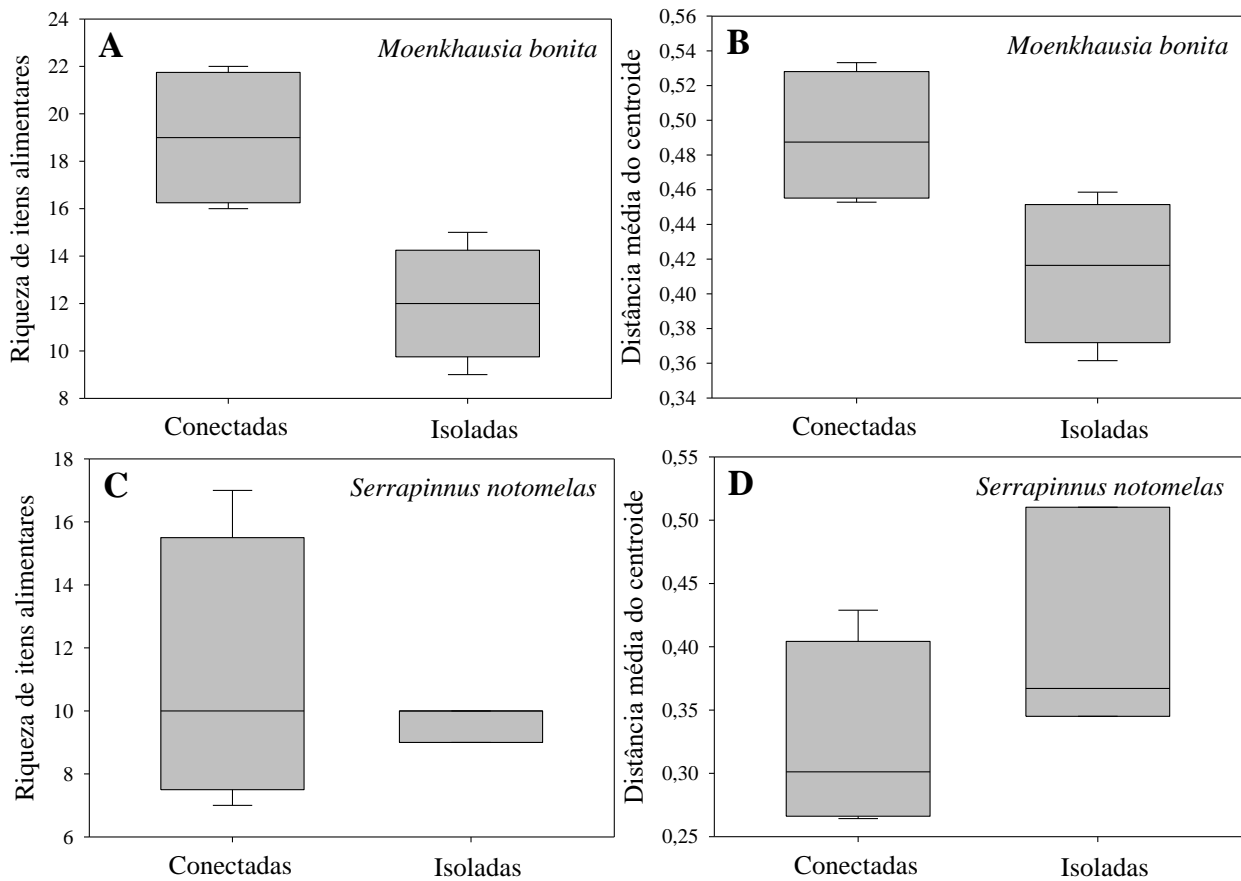 A
Moenkhausia bonita
Riqueza de itens alimentares
24
22
20
18
16
14
12
10
8
Conectadas
Isoladas
B
Moenkhausia bonita
Distância média do centroide
0,56
0,54
0,52
0,50
0,48
0,46
0,44
0,42
0,40
0,38
0,36
0,34
Conectadas
Isoladas
C
Serrapinnus notomelas
Riqueza de itens alimentares
18
16
14
12
10
8
6
Conectadas
Isoladas
D
Serrapinnus notomelas
Distância média do centroide
0,55
0,50
0,45
0,40
0,35
0,30
0,25
Conectadas
Isoladas